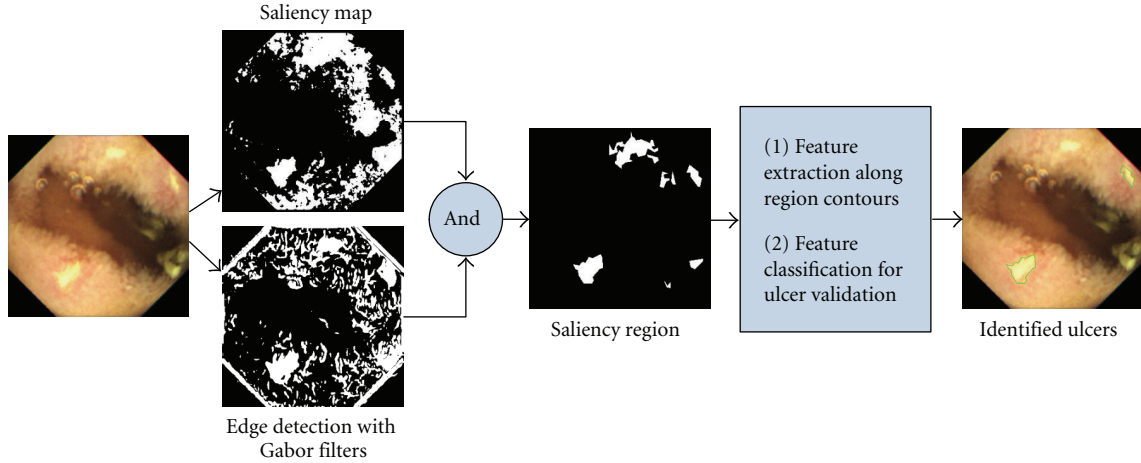 Saliency map
And
Edge detection with
Gabor filters
Saliency region
(1) Feature
extraction along
region contours
(2) Feature
classification for
ulcer validation
Identified ulcers